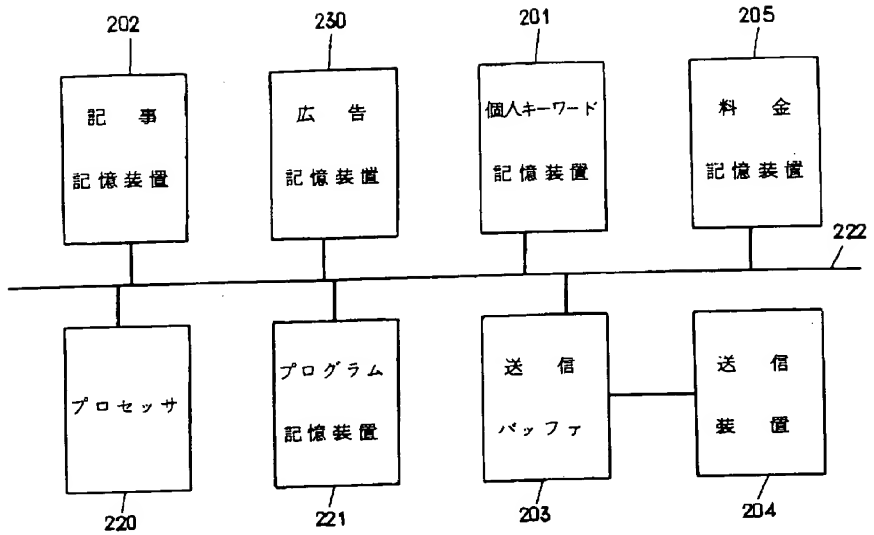 202
230
201
205
記事
記憶装置
広告
記憶装置
個人キーワード
記憶装置
料金
記憶装置
222
プロセッサ
プログラム
記憶装置
送信
バッファ
送信
装置
220
221
203
204